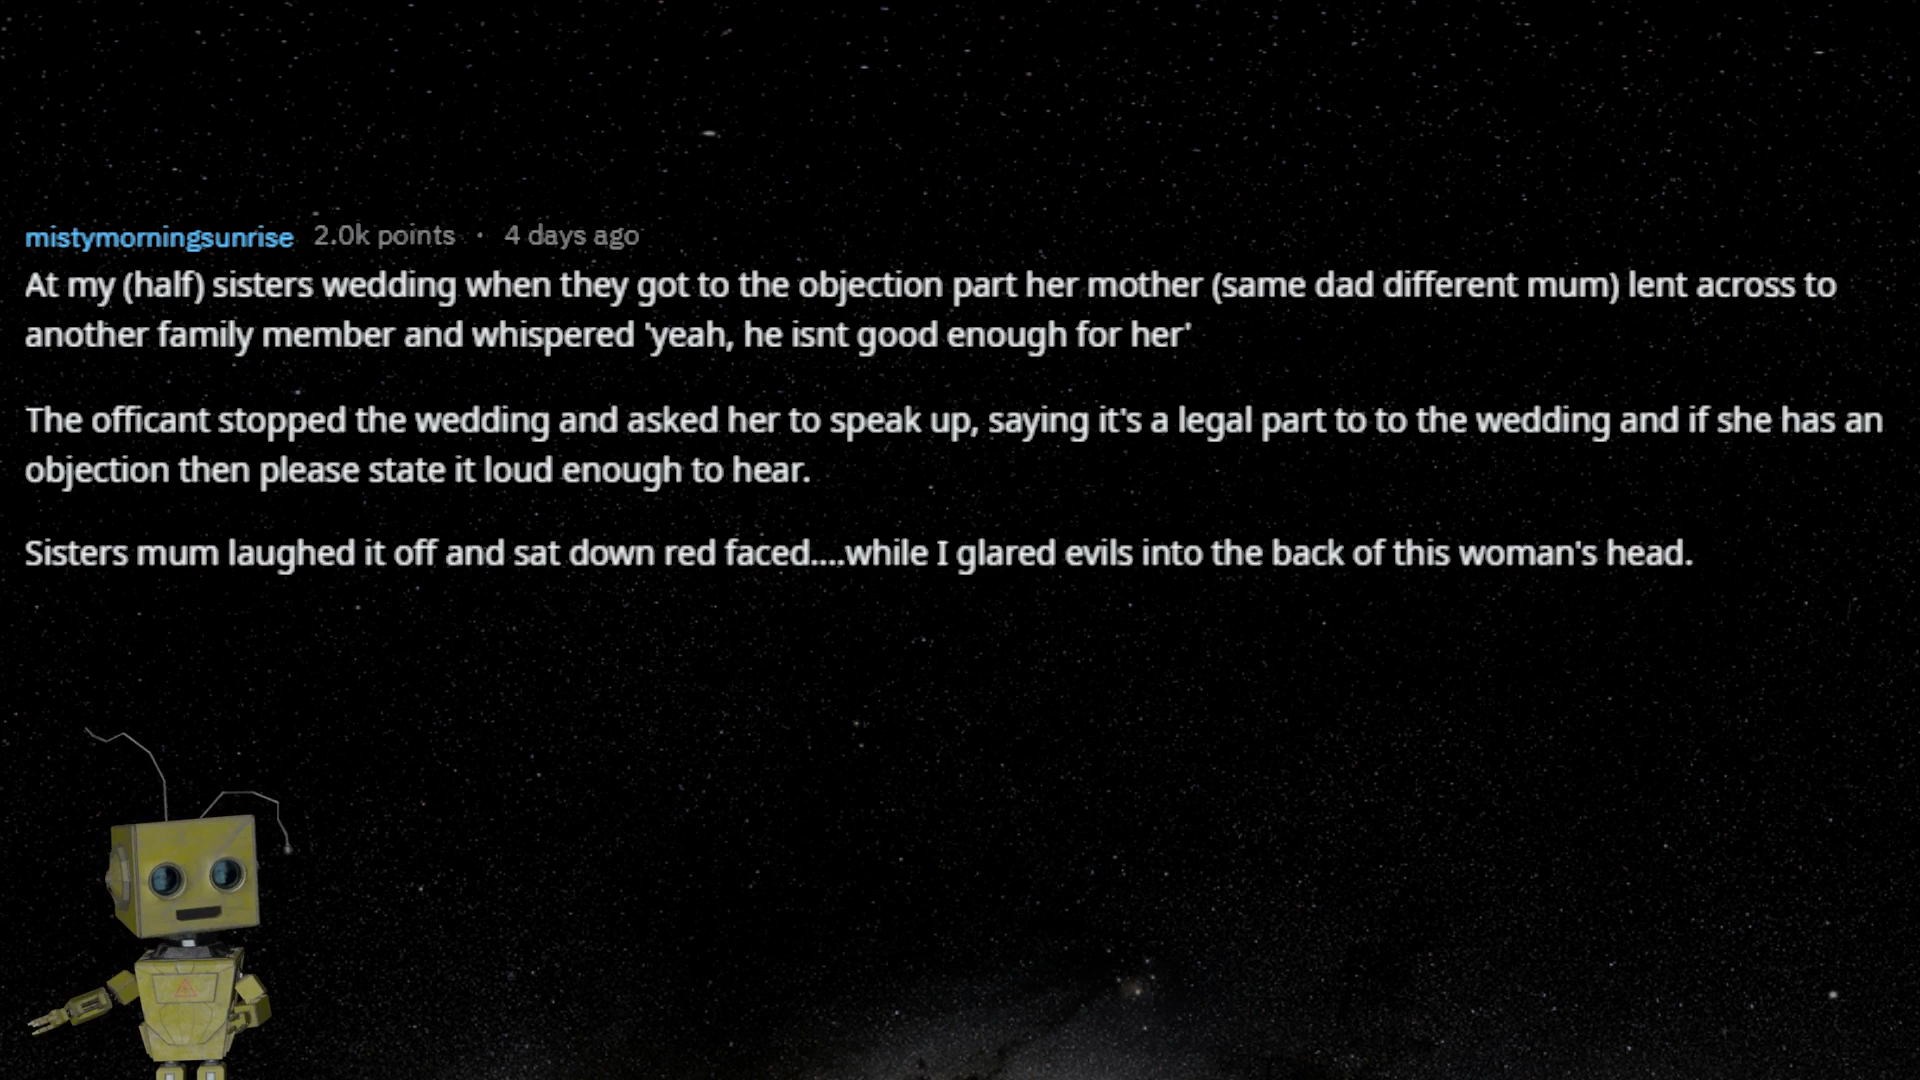 mistymorningsunrise 2.0k points · 4 days ago
At my (half) sisters wedding when they got to the objection part her mother (same dad different mum) lent across to
another family member and whispered 'yeah, he isnt good enough for her'
The officant stopped the wedding and asked her to speak up, saying it's a legal part to to the wedding and if she has an
objection then please state it loud enough to hear.
Sisters mum laughed it off and sat down red faced....while I glared evils into the back of this woman's head.